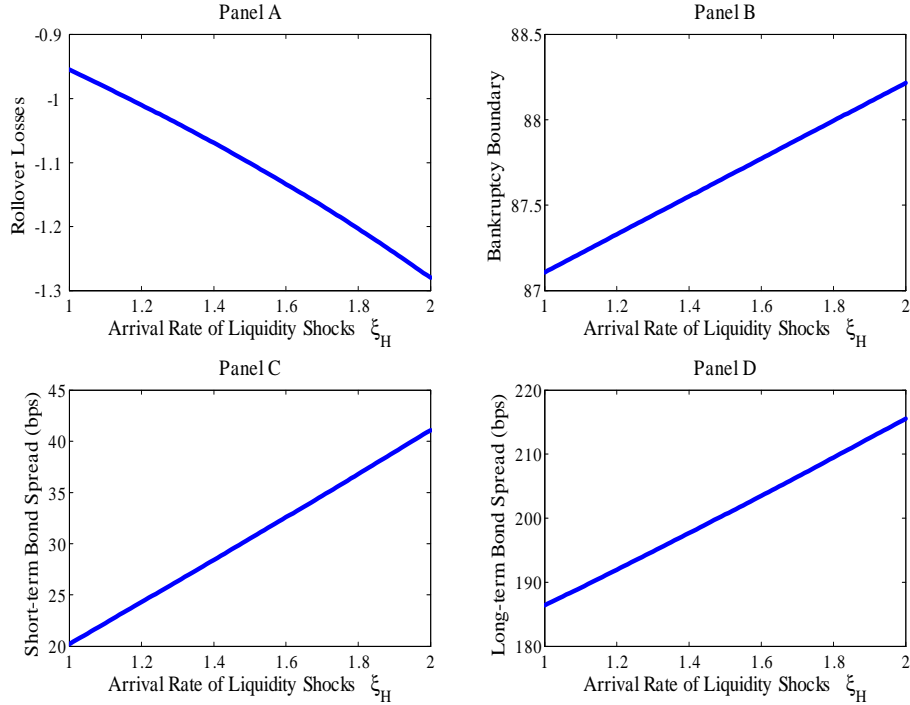 Panel A
Rollover Losses
-0.9
-1
-1.1
-1.2
-1.3
1 1.2 1.4 1.6 1.8 2
Arrival Rate of Liquidity Shocks ξ_H
Panel B
Bankruptcy Boundary
88.5
88
87.5
87
1 1.2 1.4 1.6 1.8 2
Arrival Rate of Liquidity Shocks ξ_H
Panel C
Short-term Bond Spread (bps)
45
40
35
30
25
20
1 1.2 1.4 1.6 1.8 2
Arrival Rate of Liquidity Shocks ξ_H
Panel D
Long-term Bond Spread (bps)
220
210
200
190
180
1 1.2 1.4 1.6 1.8 2
Arrival Rate of Liquidity Shocks ξ_H